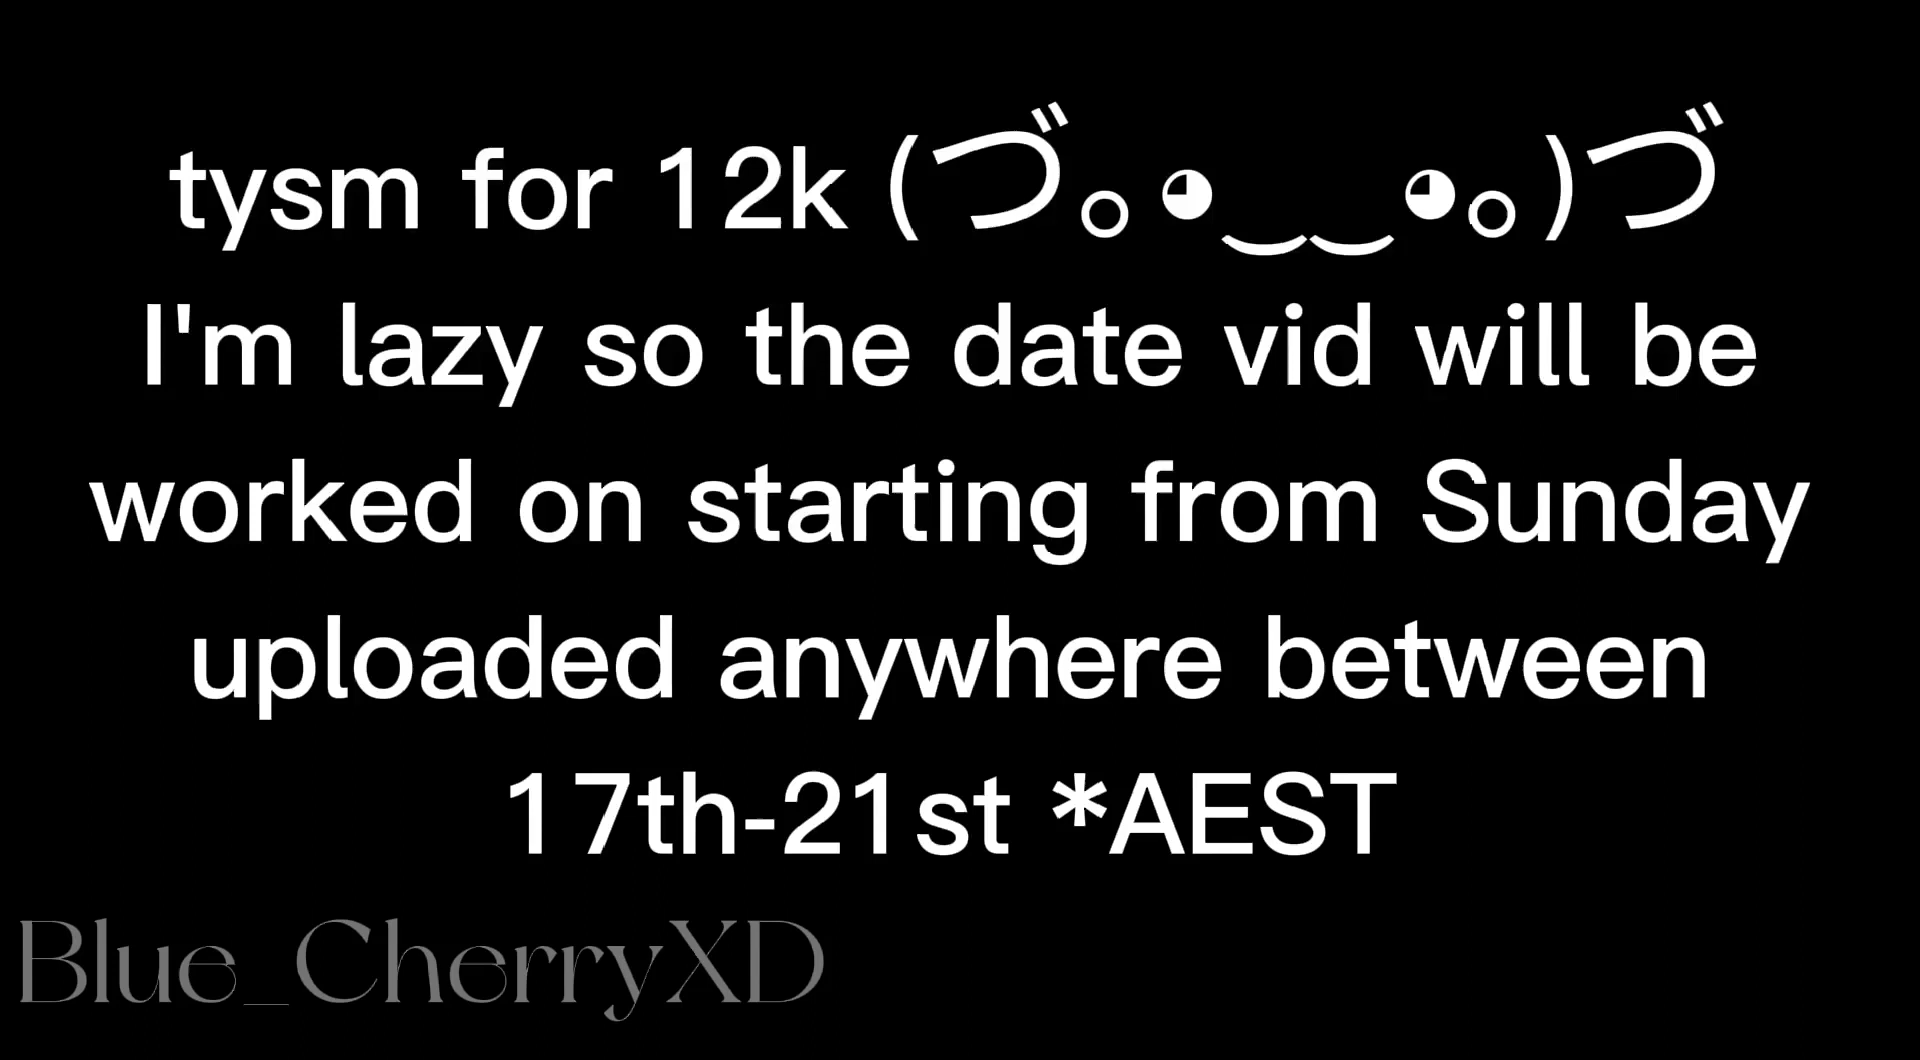 tysm for 12k (づ｡◕‿‿◕｡)づ
I'm lazy so the date vid will be
worked on starting from Sunday
uploaded anywhere between
17th-21st *AEST
Blue_CherryXD